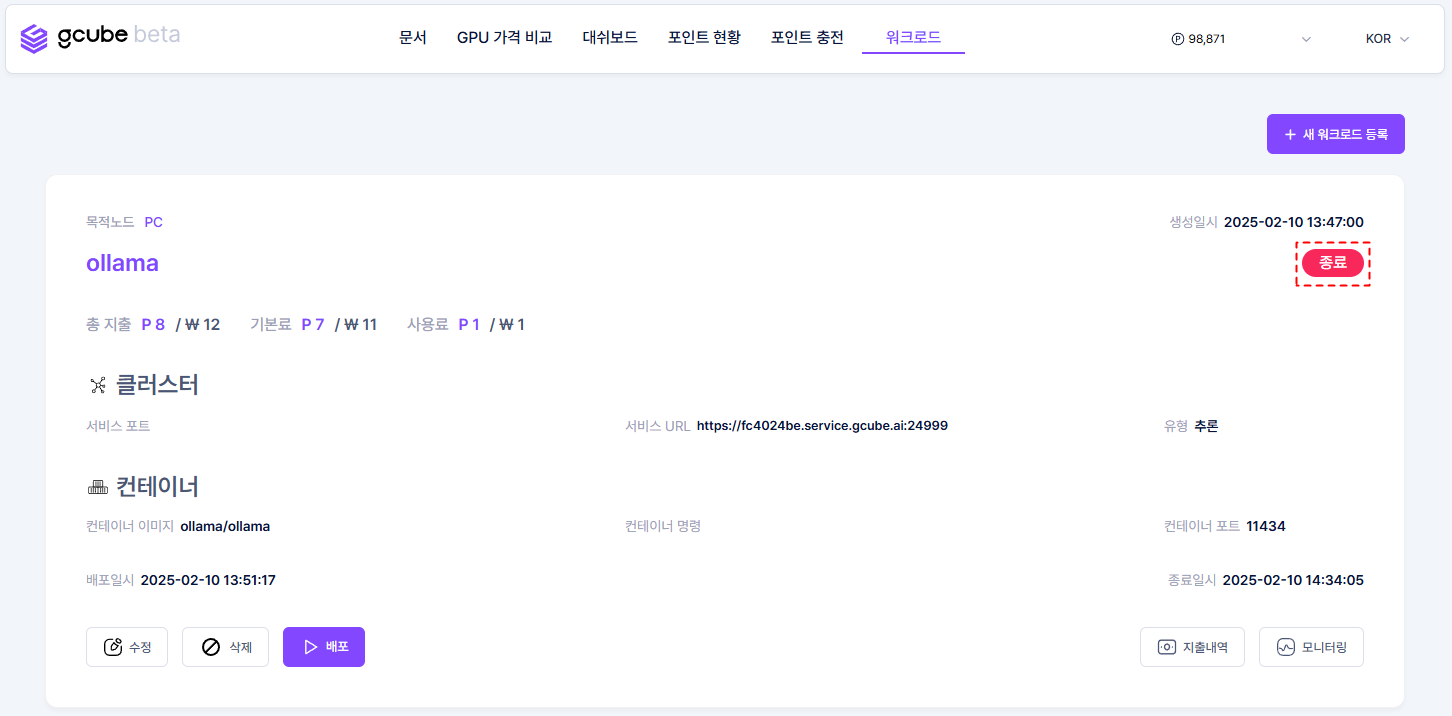 gcube beta
문서 GPU 가격 비교 대쉬보드 포인트 현황 포인트 충전 워크로드 Ⓟ 98,871 KOR
+ 새 워크로드 등록
목적노드 PC 생성일시 2025-02-10 13:47:00
ollama 종료
총 지출 P 8 / ₩ 12 기본료 P 7 / ₩ 11 사용료 P 1 / ₩ 1
클러스터
서비스 포트 서비스 URL https://fc4024be.service.gcube.ai:24999 유형 추론
컨테이너
컨테이너 이미지 ollama/ollama 컨테이너 명령 컨테이너 포트 11434
배포일시 2025-02-10 13:51:17 종료일시 2025-02-10 14:34:05
수정 삭제 배포 지출내역 모니터링